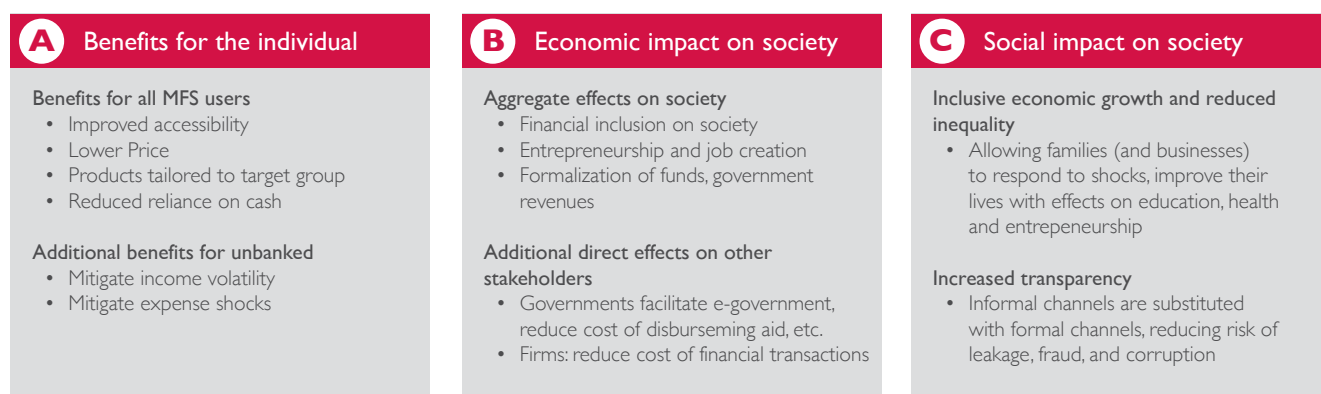 A Benefits for the individual
Benefits for all MFS users
• Improved accessibility
• Lower Price
• Products tailored to target group
• Reduced reliance on cash
Additional benefits for unbanked
• Mitigate income volatility
• Mitigate expense shocks
B Economic impact on society
Aggregate effects on society
• Financial inclusion on society
• Entrepreneurship and job creation
• Formalization of funds, government
revenues
Additional direct effects on other
stakeholders
• Governments facilitate e-government,
reduce cost of disburseming aid, etc.
• Firms: reduce cost of financial transactions
C Social impact on society
Inclusive economic growth and reduced
inequality
• Allowing families (and businesses)
to respond to shocks, improve their
lives with effects on education, health
and entrepeneurship
Increased transparency
• Informal channels are substituted
with formal channels, reducing risk of
leakage, fraud, and corruption